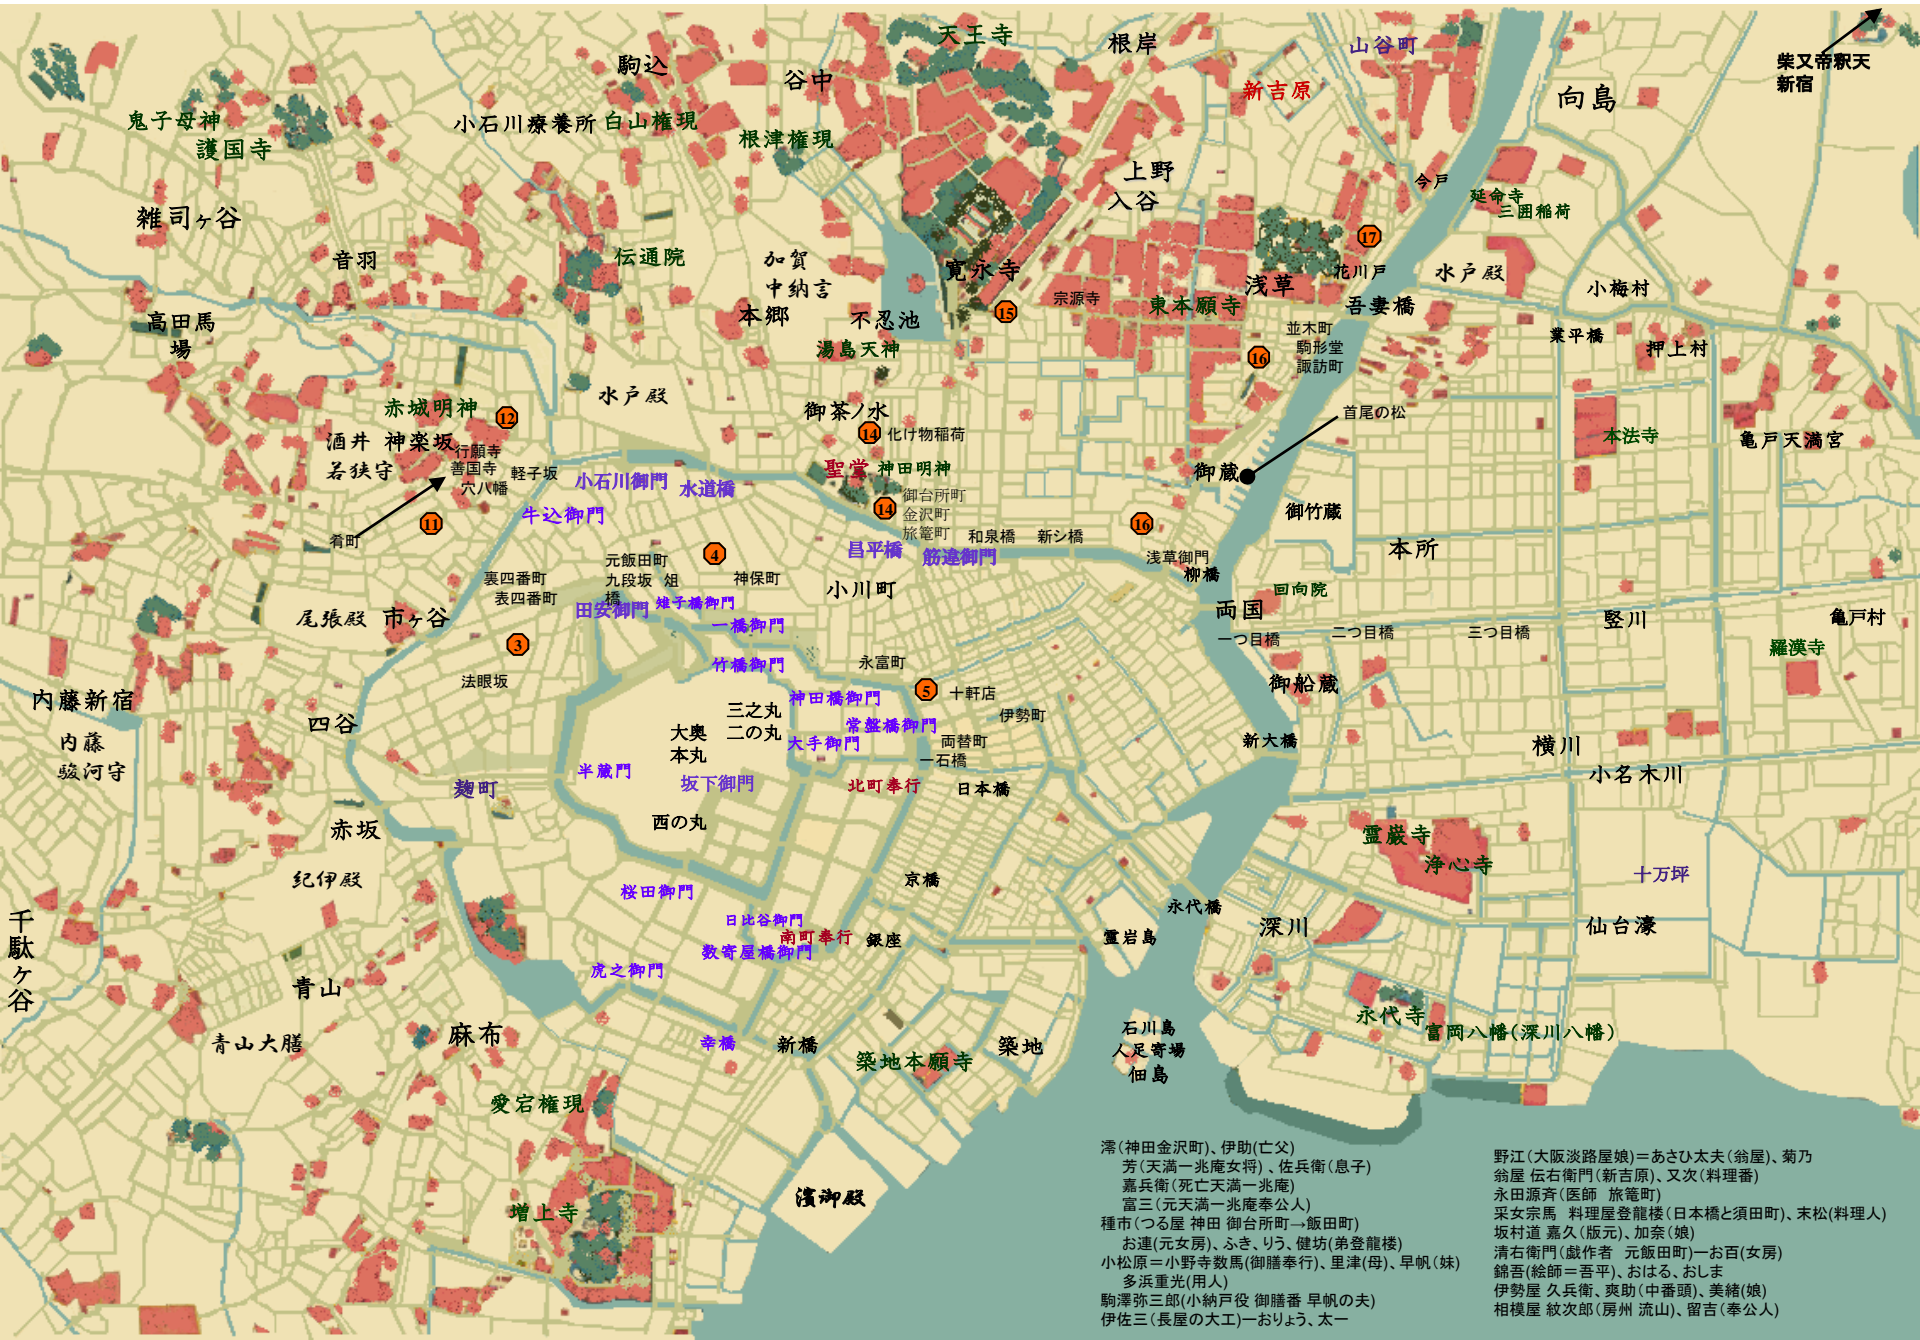 天王寺
根岸
山谷町
柴又帝釈天
新宿
駒込
谷中
新吉原
向島
鬼子母神
護国寺
小石川療養所
白山権現
根津権現
上野
入谷
今戸
延命寺
三囲稲荷
雑司ヶ谷
音羽
伝通院
加賀
中納言
本郷
寛永寺
宗源寺
東本願寺
浅草
17
花川戸
水戸殿
吾妻橋
小梅村
高田馬
場
不忍池
湯島天神
15
並木町
駒形堂
諏訪町
16
業平橋
押上村
水戸殿
赤城明神
12
御茶ノ水
14
化け物稲荷
首尾の松
本法寺
亀戸天満宮
酒井
若狭守
神楽坂
行願寺
善国寺
穴八幡
軽子坂
小石川御門
水道橋
聖堂
神田明神
御蔵
御竹蔵
牛込御門
11
肴町
14
御台所町
金沢町
旅篭町
昌平橋
筋違御門
和泉橋
新シ橋
16
浅草御門
柳橋
本所
4
元飯田町
九段坂 俎
橋
神保町
裏四番町
表四番町
田安御門
雉子橋御門
小川町
回向院
両国
尾張殿
市ヶ谷
3
一橋御門
一つ目橋
二つ目橋
三つ目橋
竪川
亀戸村
羅漢寺
法眼坂
竹橋御門
永富町
御船蔵
内藤新宿
四谷
神田橋御門
5
十軒店
伊勢町
三之丸
二の丸
大奥
本丸
常盤橋御門
大手御門
両替町
一石橋
新大橋
横川
小名木川
内藤
駿河守
半蔵門
坂下御門
北町奉行
日本橋
麹町
西の丸
赤坂
霊巌寺
浄心寺
紀伊殿
桜田御門
京橋
十万坪
永代橋
千駄ヶ谷
日比谷御門
南町奉行
数寄屋橋御門
銀座
霊岩島
深川
仙台濠
虎之御門
青山
青山大膳
麻布
幸橋
新橋
築地本願寺
築地
石川島
人足寄場
佃島
永代寺
富岡八幡(深川八幡)
愛宕権現
増上寺
濱御殿
澪(神田金沢町)、伊助(亡父)
芳(天満一兆庵女将) 、佐兵衛(息子)
嘉兵衛(死亡天満一兆庵)
富三(元天満一兆庵奉公人)
種市(つる屋 神田 御台所町→飯田町)
お連(元女房)、ふき、りう、健坊(弟登龍楼)
小松原=小野寺数馬(御膳奉行)、里津(母)、早帆(妹)
多浜重光(用人)
駒澤弥三郎(小納戸役 御膳番 早帆の夫)
伊佐三(長屋の大工)ーおりょう、太一
野江(大阪淡路屋娘)=あさひ太夫(翁屋)、菊乃
翁屋 伝右衛門(新吉原)、又次(料理番)
永田源斉(医師 旅篭町)
采女宗馬 料理屋登龍楼(日本橋と須田町)、末松(料理人)
坂村道 嘉久(版元)、加奈(娘)
清右衛門(戯作者 元飯田町)ーお百(女房)
錦吾(絵師=吾平)、おはる、おしま
伊勢屋 久兵衛、爽助(中番頭)、美緒(娘)
相模屋 紋次郎(房州 流山)、留吉(奉公人)